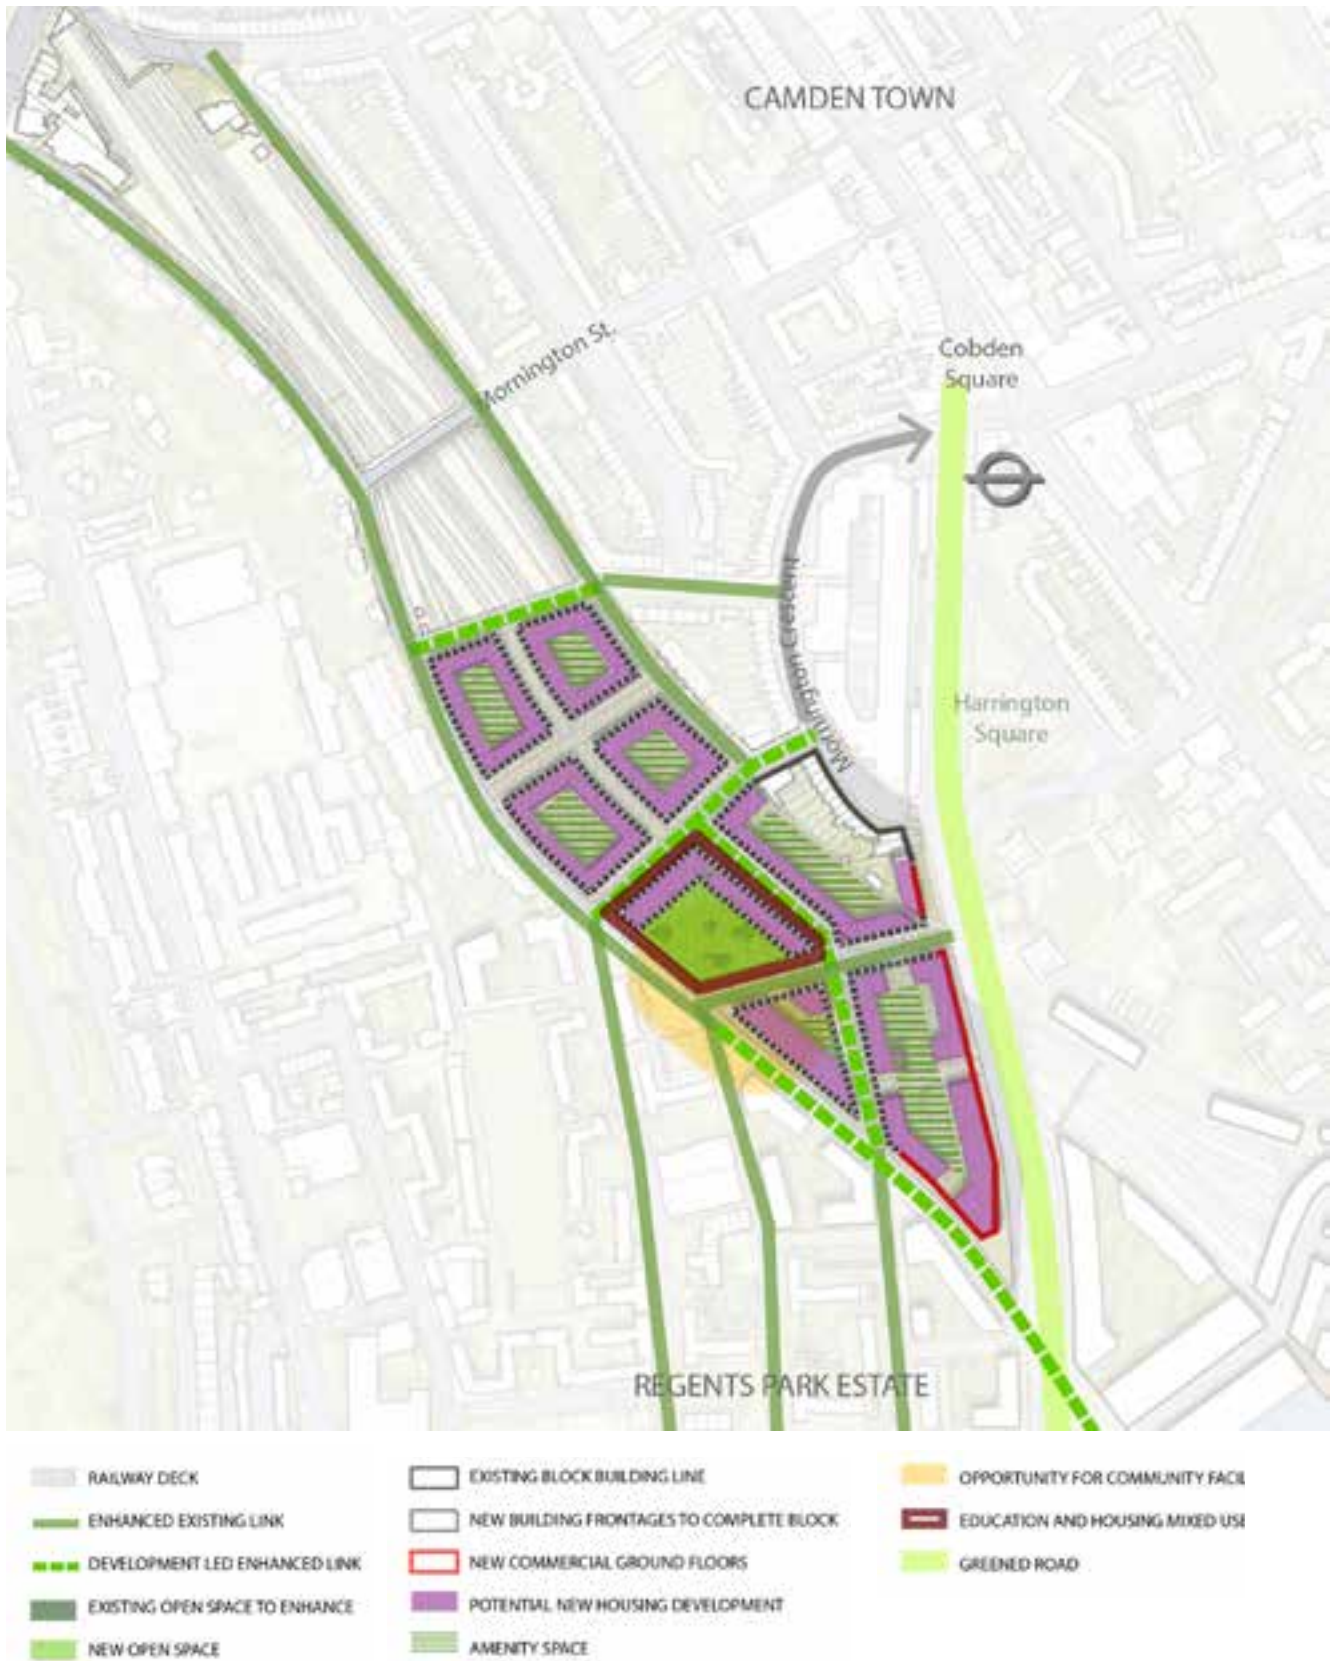 CAMDEN TOWN
Mornington St.
Cobden
Square
Mornington Crescent
Harrington
Square
REGENTS PARK ESTATE
RAILWAY DECK
ENHANCED EXISTING LINK
DEVELOPMENT LED ENHANCED LINK
EXISTING OPEN SPACE TO ENHANCE
NEW OPEN SPACE
EXISTING BLOCK BUILDING LINE
NEW BUILDING FRONTAGES TO COMPLETE BLOCK
NEW COMMERCIAL GROUND FLOORS
POTENTIAL NEW HOUSING DEVELOPMENT
AMENITY SPACE
OPPORTUNITY FOR COMMUNITY FACIL
EDUCATION AND HOUSING MIXED USE
GREENED ROAD